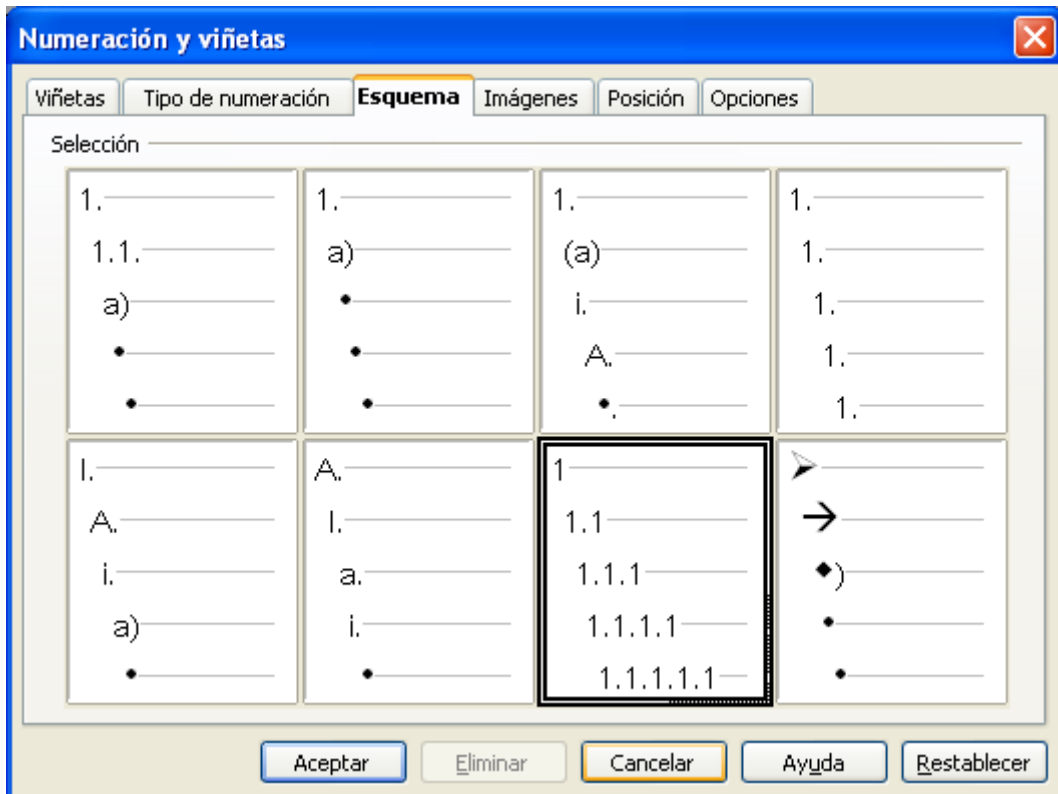 Numeración y viñetas
Viñetas Tipo de numeración Esquema Imágenes Posición Opciones
Selección
1.
1.1.
a)
•
•
1.
a)
•
•
•
1.
(a)
i.
A.
•.
1.
1.
1.
1.
1.
I.
A.
i.
a)
•
A.
I.
a.
i.
•
1
1.1
1.1.1
1.1.1.1
1.1.1.1.1
➢
→
◆)
•
•
Aceptar Eliminar Cancelar Ayuda Restablecer